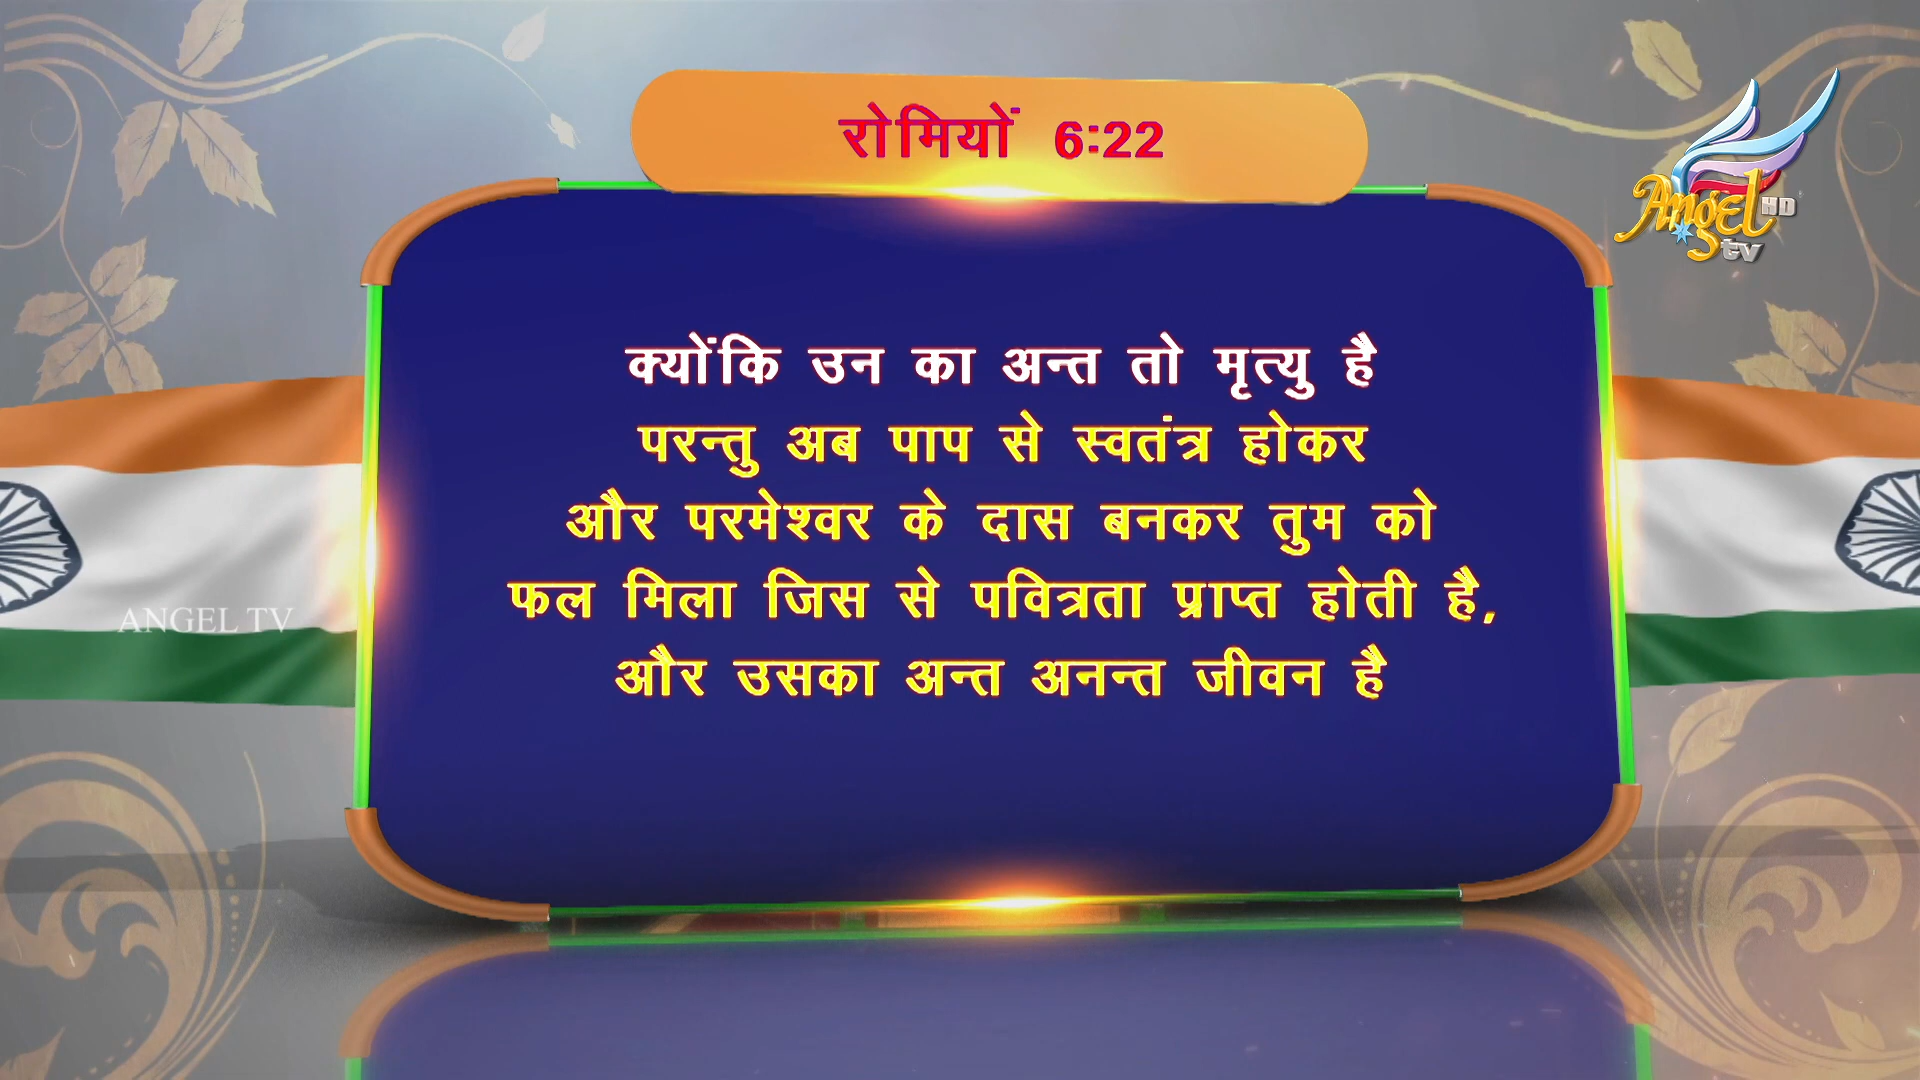 रोमियों 6:22
Angel HD
tv
क्योंकि उन का अन्त तो मृत्यु है
परन्तु अब पाप से स्वतंत्र होकर
और परमेश्वर के दास बनकर तुम को
फल मिला जिस से पवित्रता प्राप्त होती है,
और उसका अन्त अनन्त जीवन है
ANGEL TV